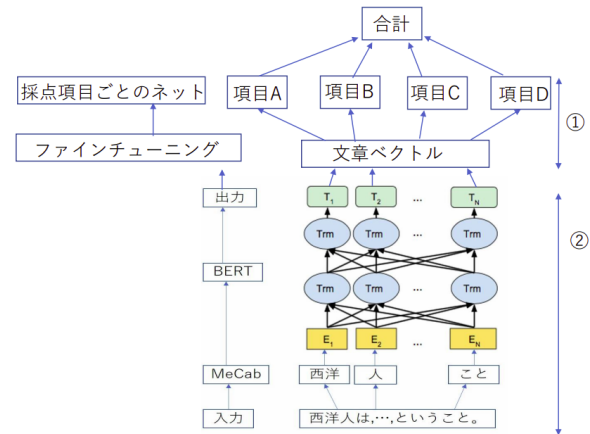 合計
採点項目ごとのネット
項目A
項目B
項目C
項目D
①
ファインチューニング
文章ベクトル
出力
T1
T2
...
TN
②
Trm
Trm
...
Trm
BERT
Trm
Trm
...
Trm
E1
E2
...
EN
MeCab
西洋
人
こと
入力
西洋人は,…,ということ。